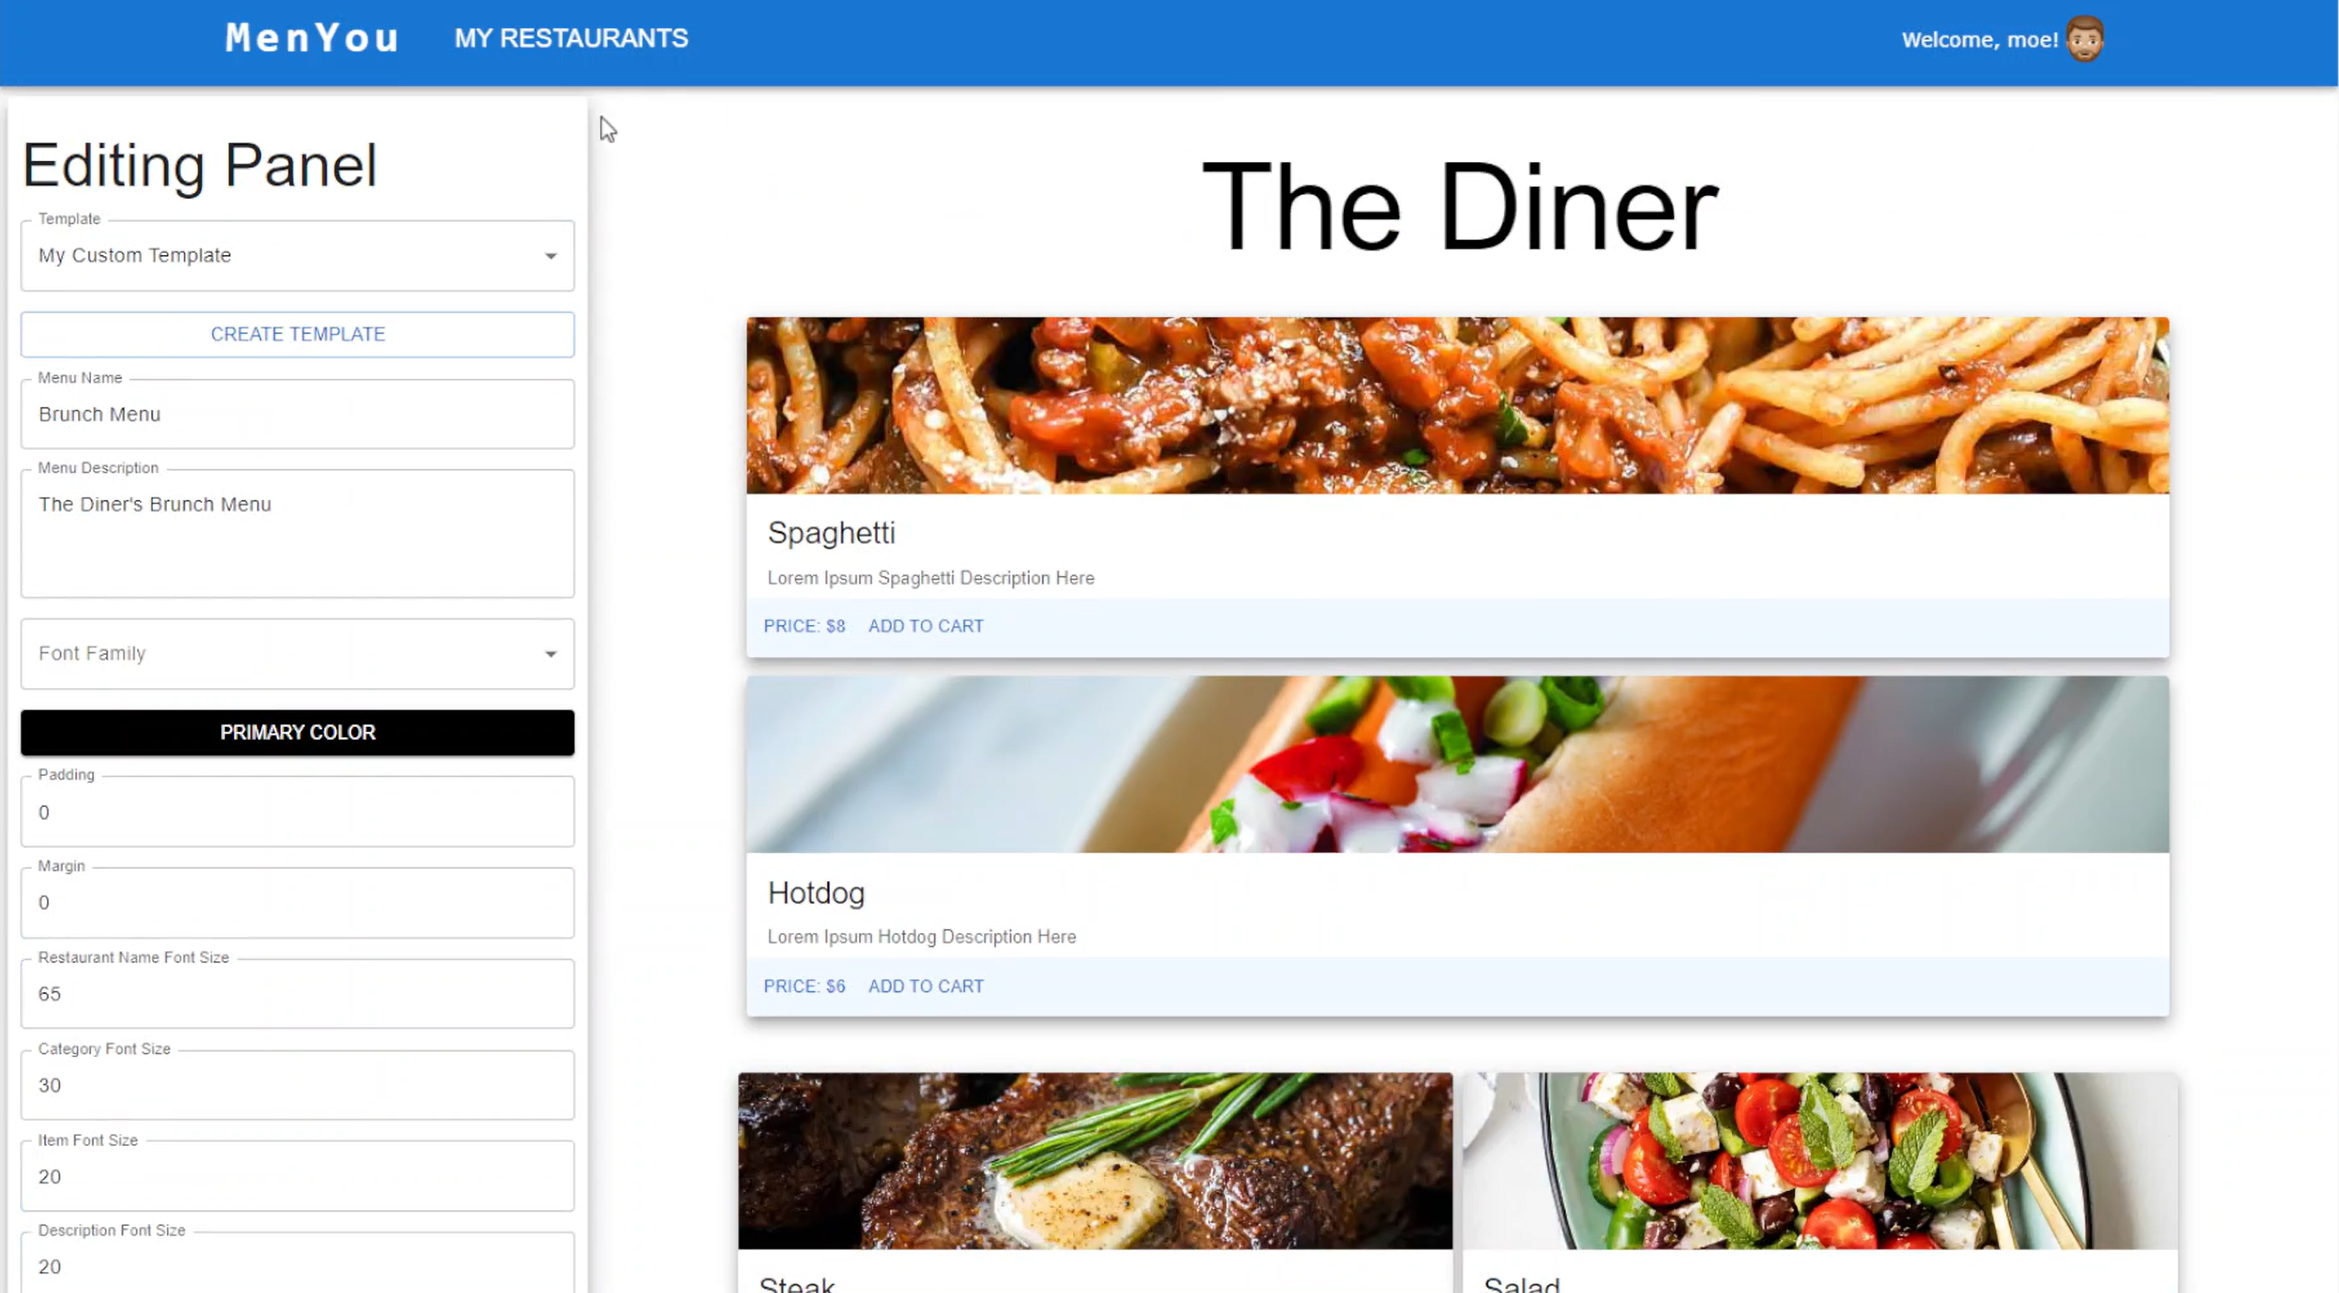 MenYou
MY RESTAURANTS
Welcome, moe!
Editing Panel
Template
My Custom Template
CREATE TEMPLATE
Menu Name
Brunch Menu
Menu Description
The Diner's Brunch Menu
Font Family
PRIMARY COLOR
Padding
0
Margin
0
Restaurant Name Font Size
65
Category Font Size
30
Item Font Size
20
Description Font Size
20
The Diner
Spaghetti
Lorem Ipsum Spaghetti Description Here
PRICE: $8 ADD TO CART
Hotdog
Lorem Ipsum Hotdog Description Here
PRICE: $6 ADD TO CART
Steak
Salad